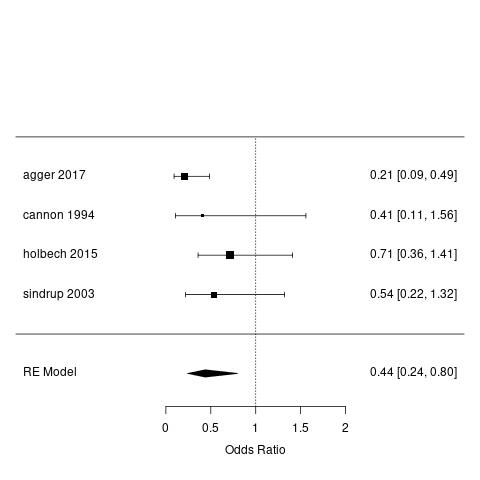 agger 2017 0.21 [0.09, 0.49]
cannon 1994 0.41 [0.11, 1.56]
holbech 2015 0.71 [0.36, 1.41]
sindrup 2003 0.54 [0.22, 1.32]
RE Model 0.44 [0.24, 0.80]
0 0.5 1 1.5 2
Odds Ratio